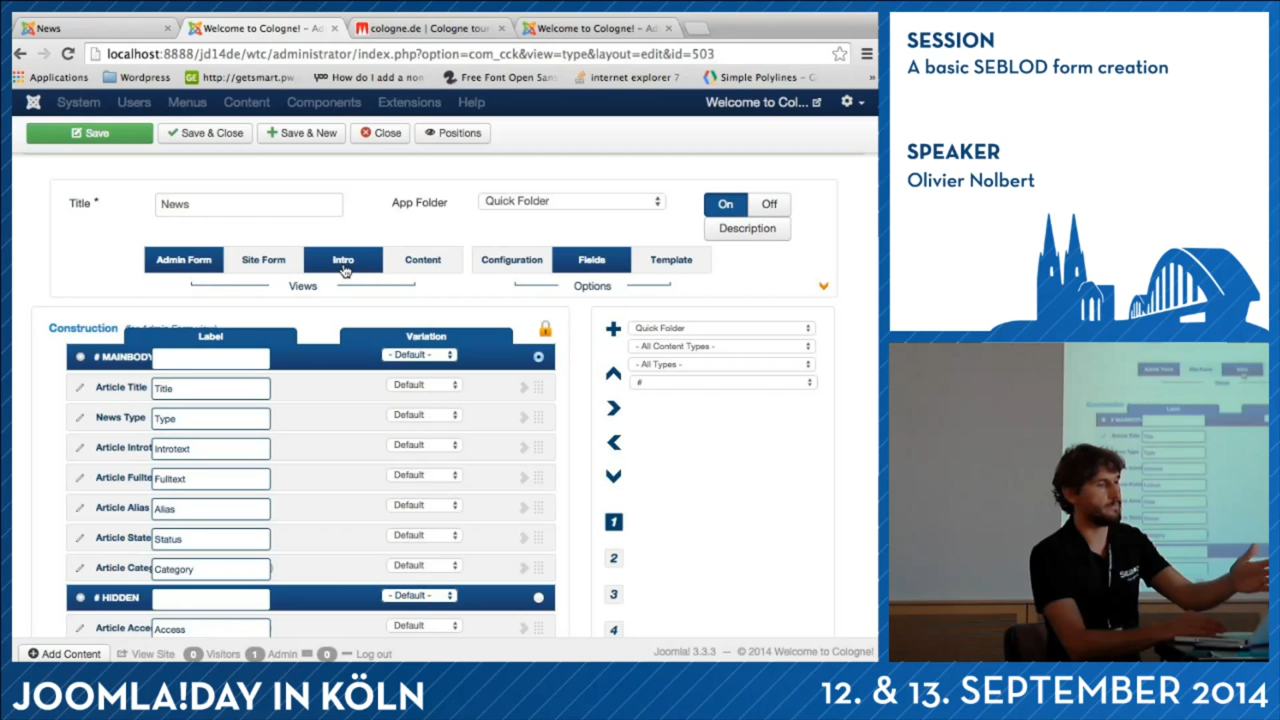 News
Welcome to Cologne! - Ad
cologne.de | Cologne tour
Welcome to Cologne! - Ad
localhost:8888/jd14de/wtc/administrator/index.php?option=com_cck&view=type&layout=edit&id=503
Applications
Wordpress
http://getsmart.pw
How do I add a non
Free Font Open Sans
internet explorer 7
Simple Polylines - G
System Users Menus Content Components Extensions Help
Welcome to Col...
Save
Save & Close
Save & New
Close
Positions
Title *
News
App Folder
Quick Folder
On Off
Description
Admin Form Site Form Intro Content
Configuration Fields Template
Views
Options
Construction
Label
Variation
# MAINBODY
- Default -
Article Title Title Default
News Type Type Default
Article Introt Introtext Default
Article Fullte Fulltext Default
Article Alias Alias Default
Article State Status Default
Article Categ Category Default
# HIDDEN
- Default -
Article Acce Access Default
Quick Folder
- All Content Types -
- All Types -
#
1
2
3
4
Add Content
View Site
0 Visitors
1 Admin
0
Log out
Joomla! 3.3.3 — © 2014 Welcome to Cologne!
SESSION
A basic SEBLOD form creation
SPEAKER
Olivier Nolbert
JOOMLA!DAY IN KÖLN
12. & 13. SEPTEMBER 2014